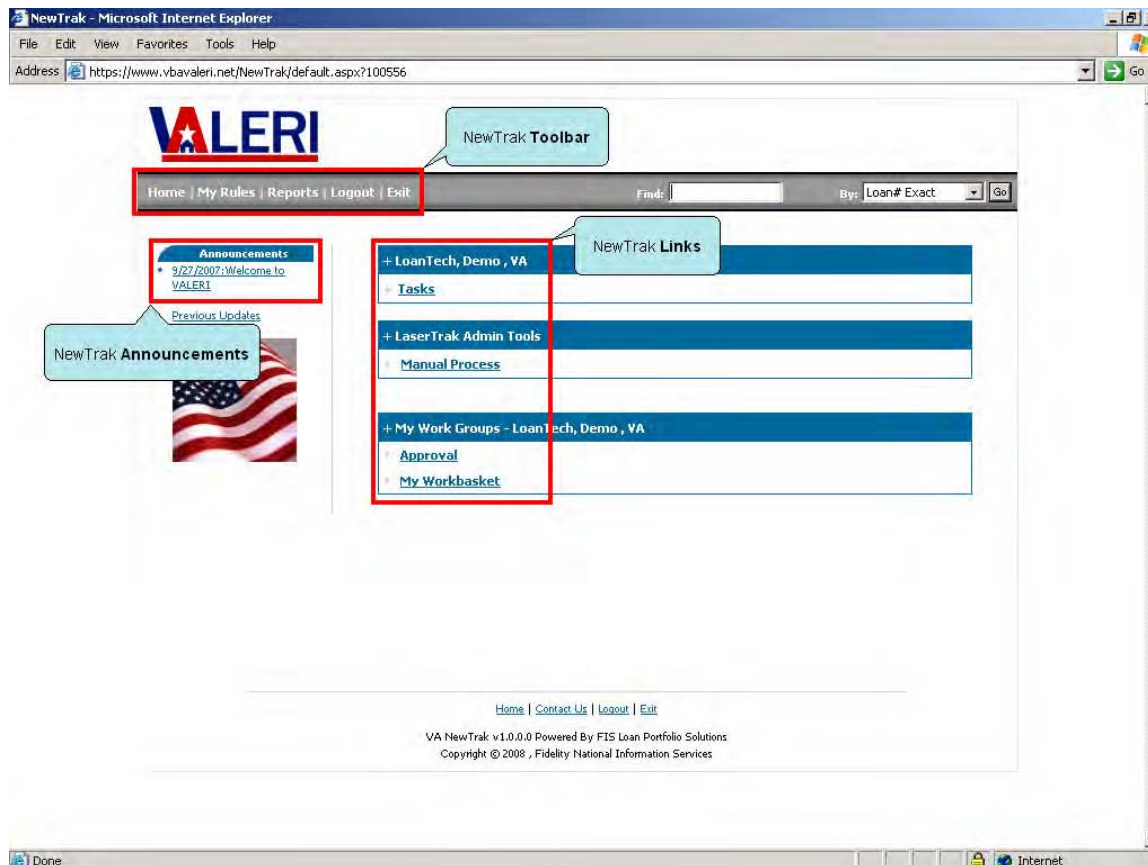 NewTrak - Microsoft Internet Explorer
File Edit View Favorites Tools Help
Address https://www.vbavaleri.net/NewTrak/default.aspx?100556 Go
VALERI
NewTrak Toolbar
Home | My Rules | Reports | Logout | Exit
Find: By: Loan# Exact Go
NewTrak Links
Announcements
9/27/2007:Welcome to
VALERI
Previous Updates
NewTrak Announcements
+ LoanTech, Demo , VA
Tasks
+ LaserTrak Admin Tools
Manual Process
+ My Work Groups - LoanTech, Demo , VA
Approval
My Workbasket
Home | Contact Us | Logout | Exit
VA NewTrak v1.0.0.0 Powered By FIS Loan Portfolio Solutions
Copyright © 2008 , Fidelity National Information Services
Done Internet